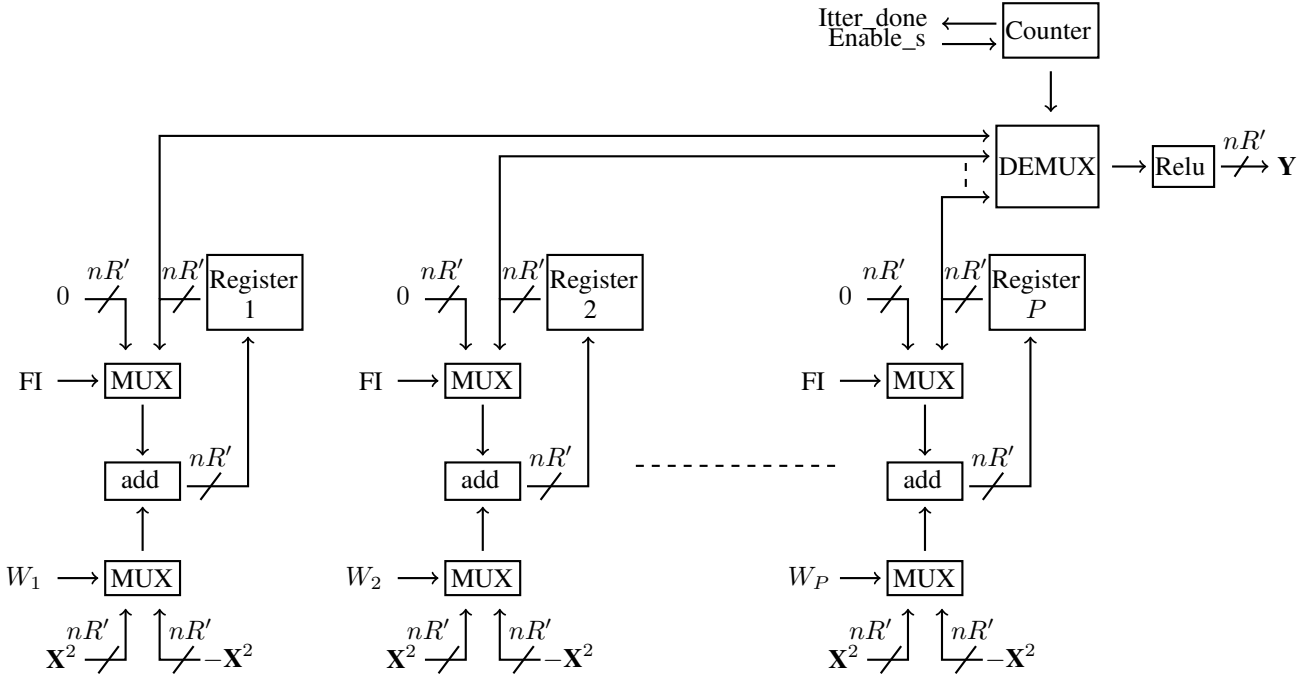 Itter_done
Enable_s
Counter
DEMUX
Relu
nR'
Y
0
nR'
nR'
Register
1
0
nR'
nR'
Register
2
0
nR'
nR'
Register
P
FI
MUX
FI
MUX
FI
MUX
add
nR'
add
nR'
add
nR'
W₁
MUX
W₂
MUX
W_P
MUX
nR'
nR'
nR'
nR'
nR'
nR'
X²
−X²
X²
−X²
X²
−X²